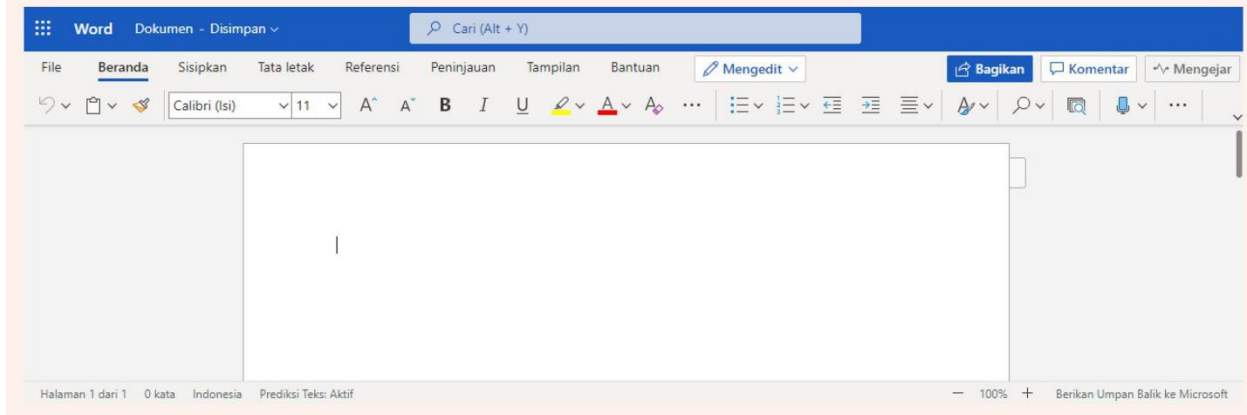 Word Dokumen - Disimpan Cari (Alt + Y)
File Beranda Sisipkan Tata letak Referensi Peninjauan Tampilan Bantuan Mengedit Bagikan Komentar Mengejar
Calibri (Isi) 11 A A B I U A A
Halaman 1 dari 1 0 kata Indonesia Prediksi Teks: Aktif — 100% + Berikan Umpan Balik ke Microsoft